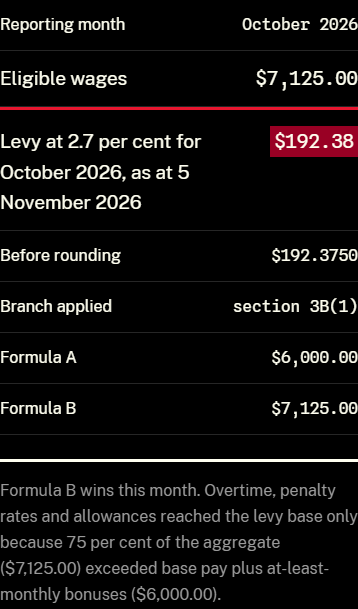 Reporting month October 2026
Eligible wages $7,125.00
Levy at 2.7 per cent for $192.38
October 2026, as at 5
November 2026
Before rounding $192.3750
Branch applied section 3B(1)
Formula A $6,000.00
Formula B $7,125.00
Formula B wins this month. Overtime, penalty
rates and allowances reached the levy base only
because 75 per cent of the aggregate
($7,125.00) exceeded base pay plus at-least-
monthly bonuses ($6,000.00).